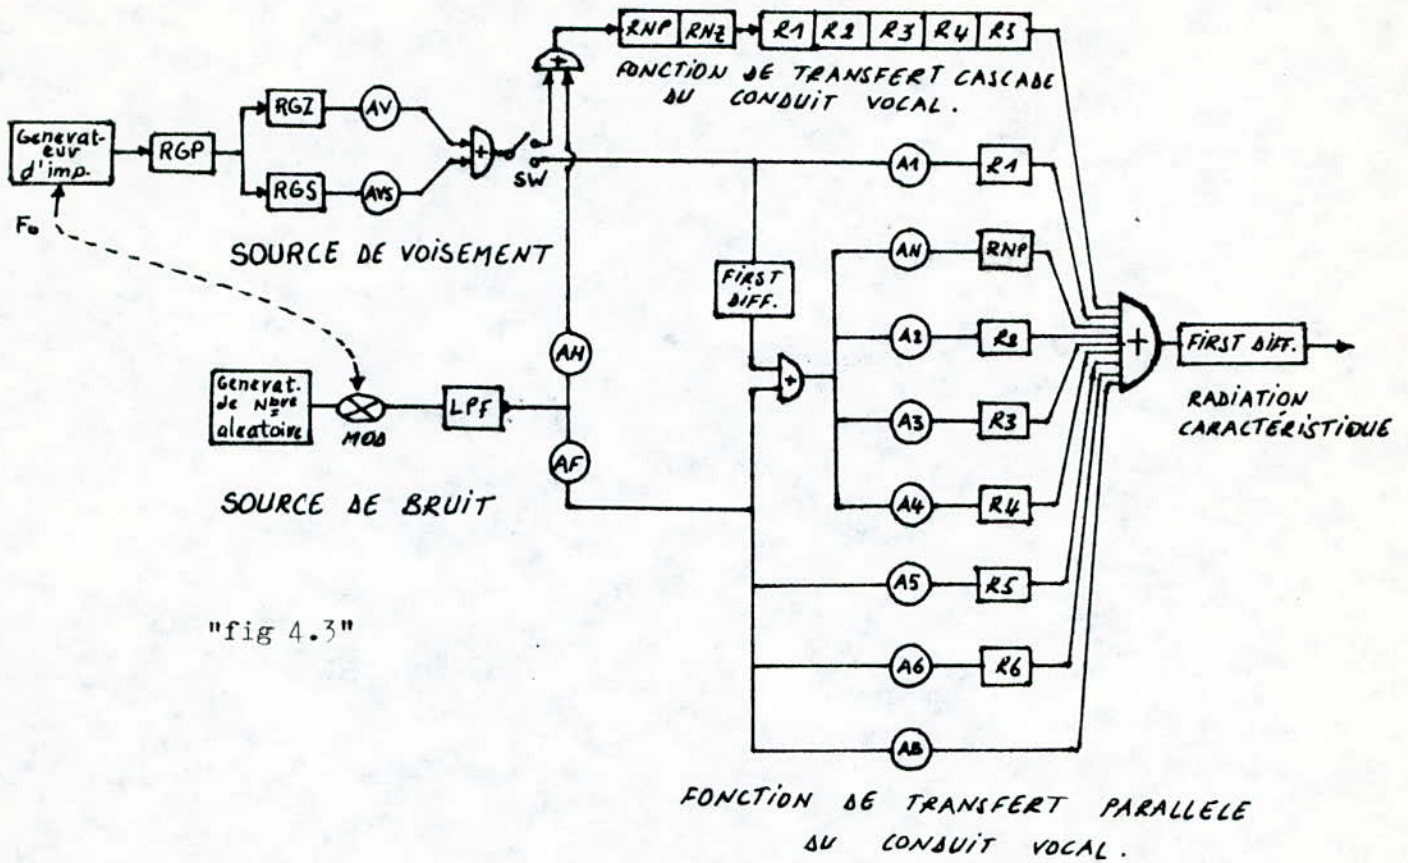 RNP RNZ R1 R2 R3 R4 R5
FONCTION DE TRANSFERT CASCADE
DU CONDUIT VOCAL.
+
Générat-
eur
d'imp.
RGP
RGZ
AV
RGS
AVS
+
SW
F0
SOURCE DE VOISEMENT
A1
R1
FIRST
DIFF.
AN
RNP
A2
R2
+
A3
R3
A4
R4
A5
R5
A6
R6
AB
+
FIRST DIFF.
RADIATION
CARACTÉRISTIQUE
AH
Générat.
de Nbre
aléatoire
MOD
LPF
AF
SOURCE DE BRUIT
"fig 4.3"
FONCTION DE TRANSFERT PARALLELE
DU CONDUIT VOCAL.